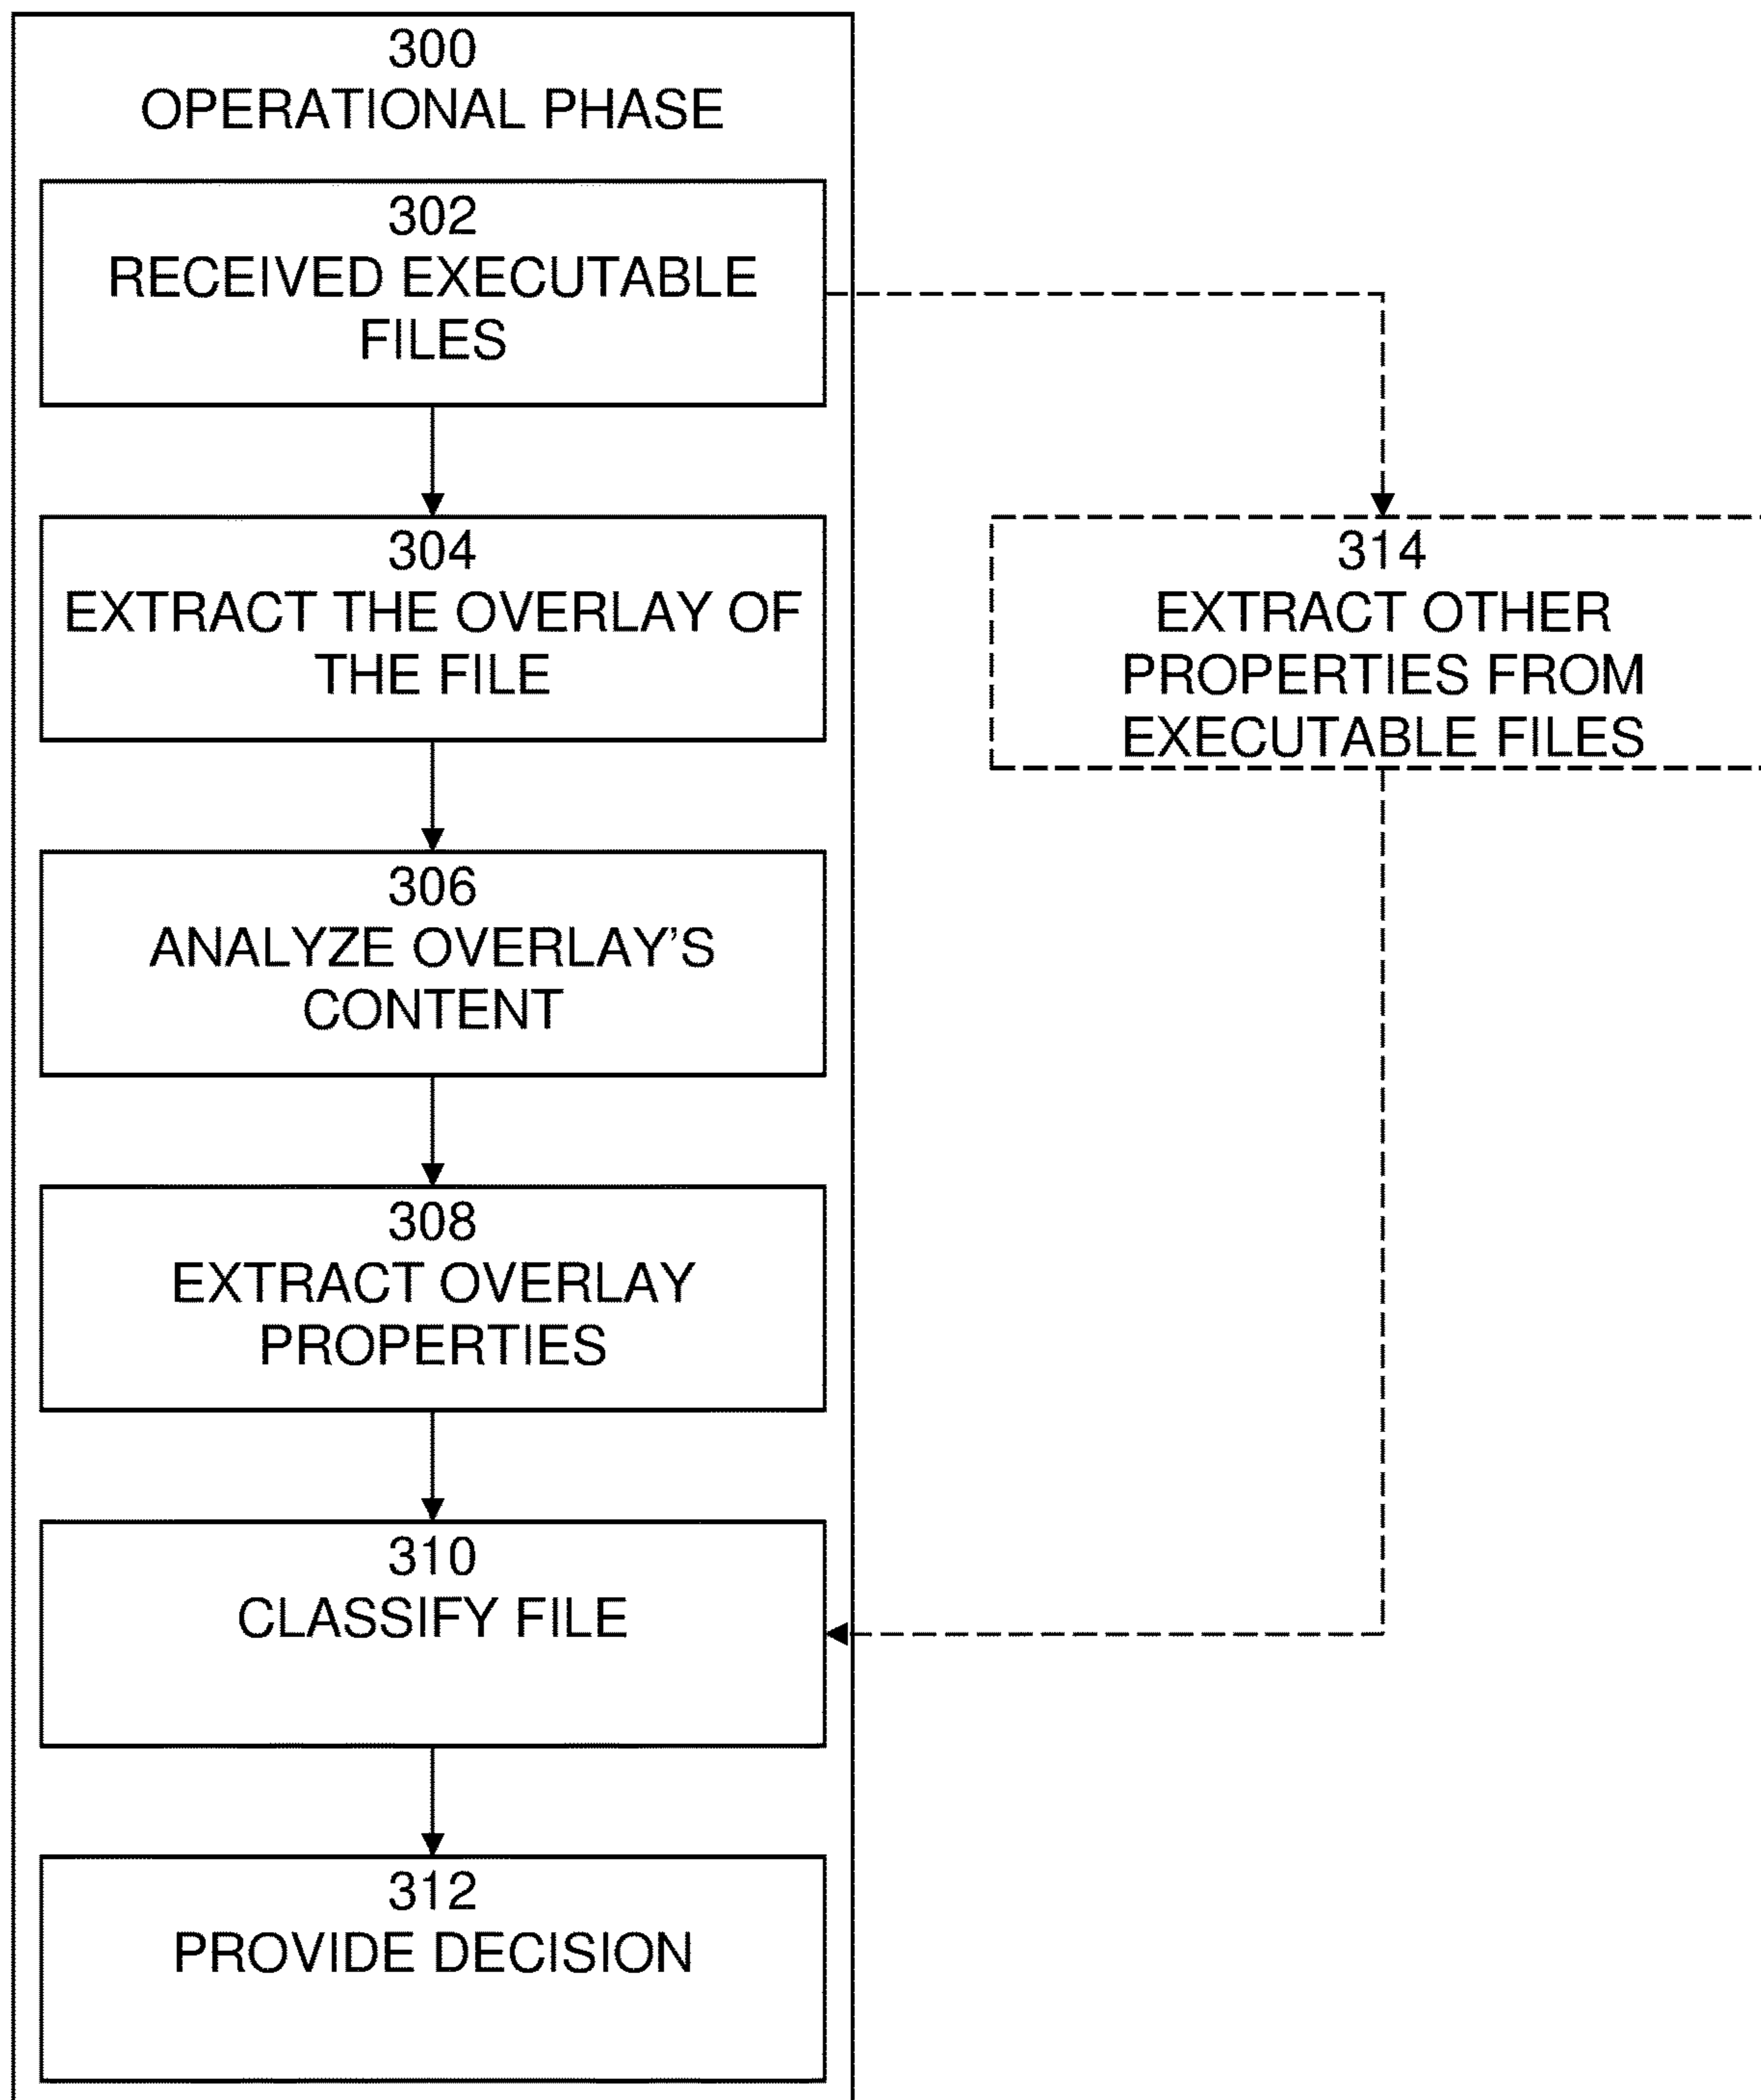 300
OPERATIONAL PHASE
302
RECEIVED EXECUTABLE
FILES
304
EXTRACT THE OVERLAY OF
THE FILE
314
EXTRACT OTHER
PROPERTIES FROM
EXECUTABLE FILES
306
ANALYZE OVERLAY’S
CONTENT
308
EXTRACT OVERLAY
PROPERTIES
310
CLASSIFY FILE
312
PROVIDE DECISION